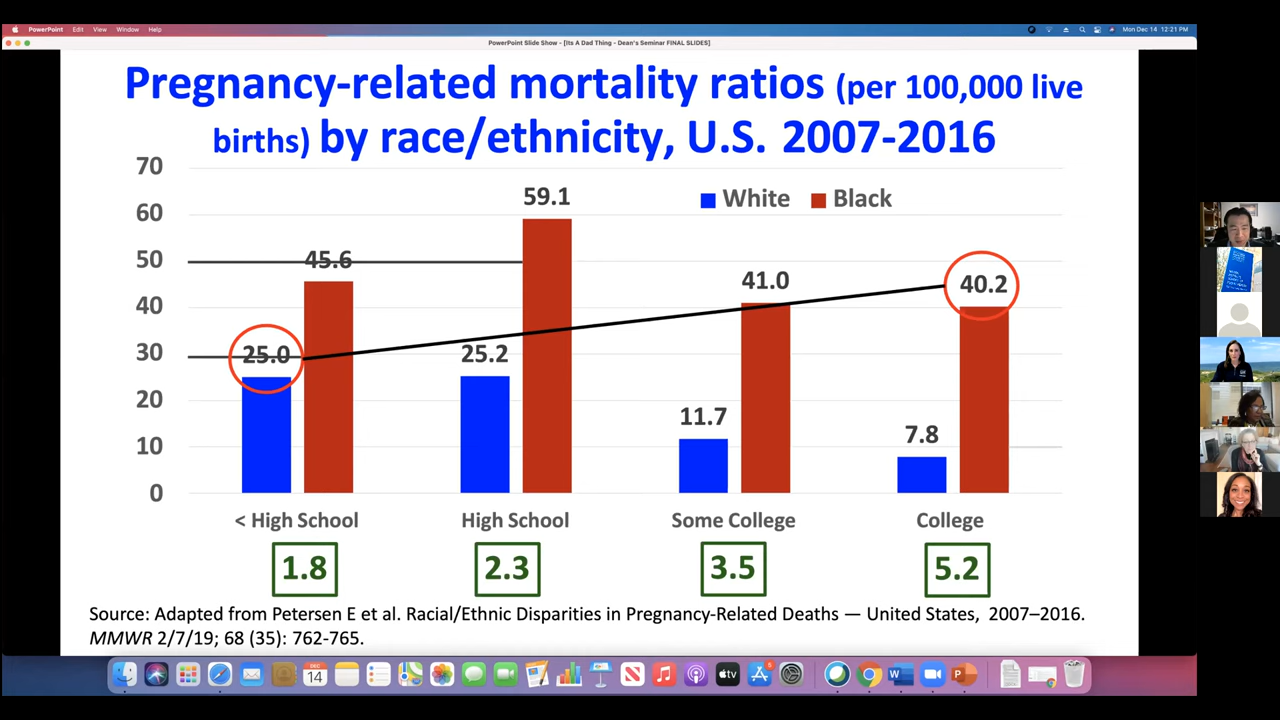 PowerPoint Edit View Window Help
Mon Dec 14 12:21 PM
PowerPoint Slide Show - [Its A Dad Thing - Dean's Seminar FINAL SLIDES]
Pregnancy-related mortality ratios (per 100,000 live
births) by race/ethnicity, U.S. 2007-2016
70
60
50
40
30
20
10
0
White
Black
25.0
45.6
25.2
59.1
11.7
41.0
7.8
40.2
< High School
High School
Some College
College
1.8
2.3
3.5
5.2
Source: Adapted from Petersen E et al. Racial/Ethnic Disparities in Pregnancy-Related Deaths — United States, 2007–2016.
MMWR 2/7/19; 68 (35): 762-765.
DEC
14
tv
W
P